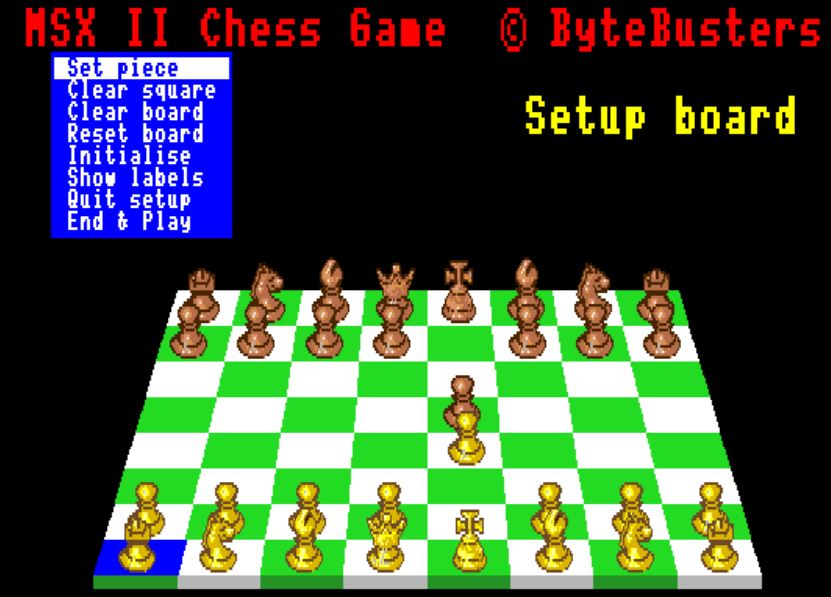 MSX II Chess Game © ByteBusters
Set piece
Clear square
Clear board
Reset board
Initialise
Show labels
Quit setup
End & Play
Setup board